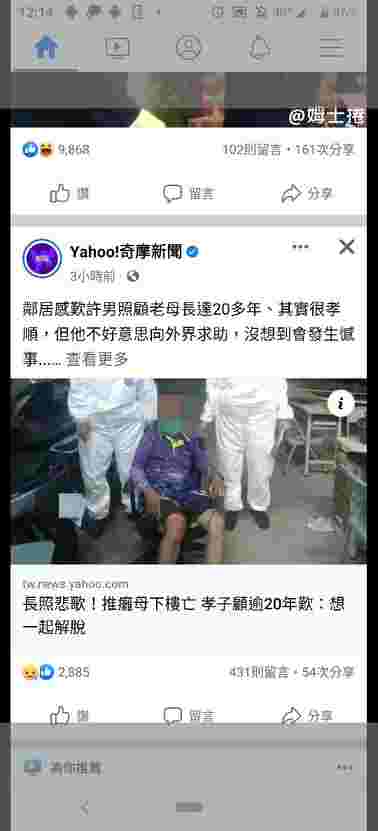 12:14
@姆士捲
9,868
102則留言・161次分享
讚
留言
分享
Yahoo!奇摩新聞
3小時前
鄰居感歎許男照顧老母長達20多年、其實很孝
順，但他不好意思向外界求助，沒想到會發生憾
事...... 查看更多
tw.news.yahoo.com
長照悲歌！推癱母下樓亡 孝子顧逾20年歎：想
一起解脫
2,885
431則留言・54次分享
讚
留言
分享
為你推薦